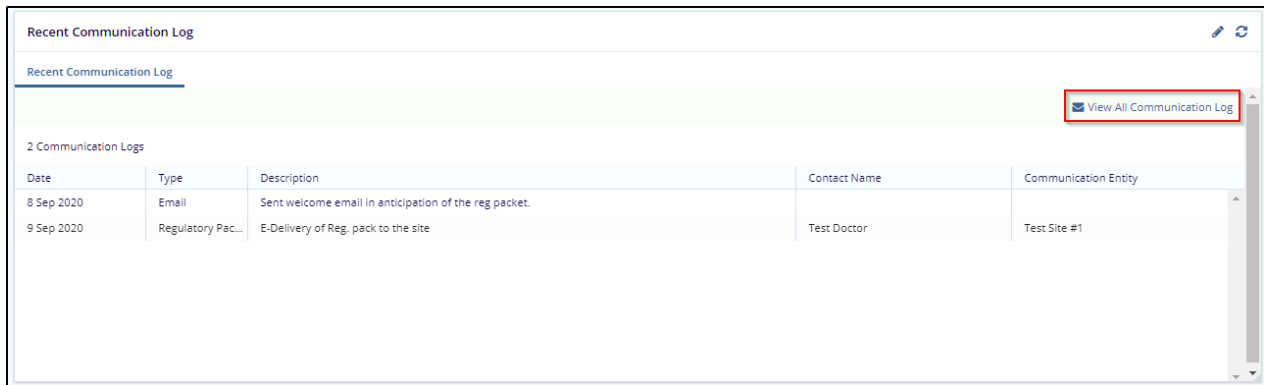 Recent Communication Log
Recent Communication Log
View All Communication Log
2 Communication Logs
Date Type Description Contact Name Communication Entity
8 Sep 2020 Email Sent welcome email in anticipation of the reg packet.
9 Sep 2020 Regulatory Pac... E-Delivery of Reg. pack to the site Test Doctor Test Site #1